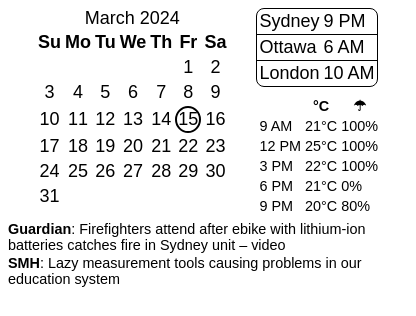 March 2024
Su Mo Tu We Th Fr Sa
1 2
3 4 5 6 7 8 9
10 11 12 13 14 15 16
17 18 19 20 21 22 23
24 25 26 27 28 29 30
31
Sydney 9 PM
Ottawa 6 AM
London 10 AM
°C ☂
9 AM 21°C 100%
12 PM 25°C 100%
3 PM 22°C 100%
6 PM 21°C 0%
9 PM 20°C 80%
Guardian: Firefighters attend after ebike with lithium-ion
batteries catches fire in Sydney unit – video
SMH: Lazy measurement tools causing problems in our
education system